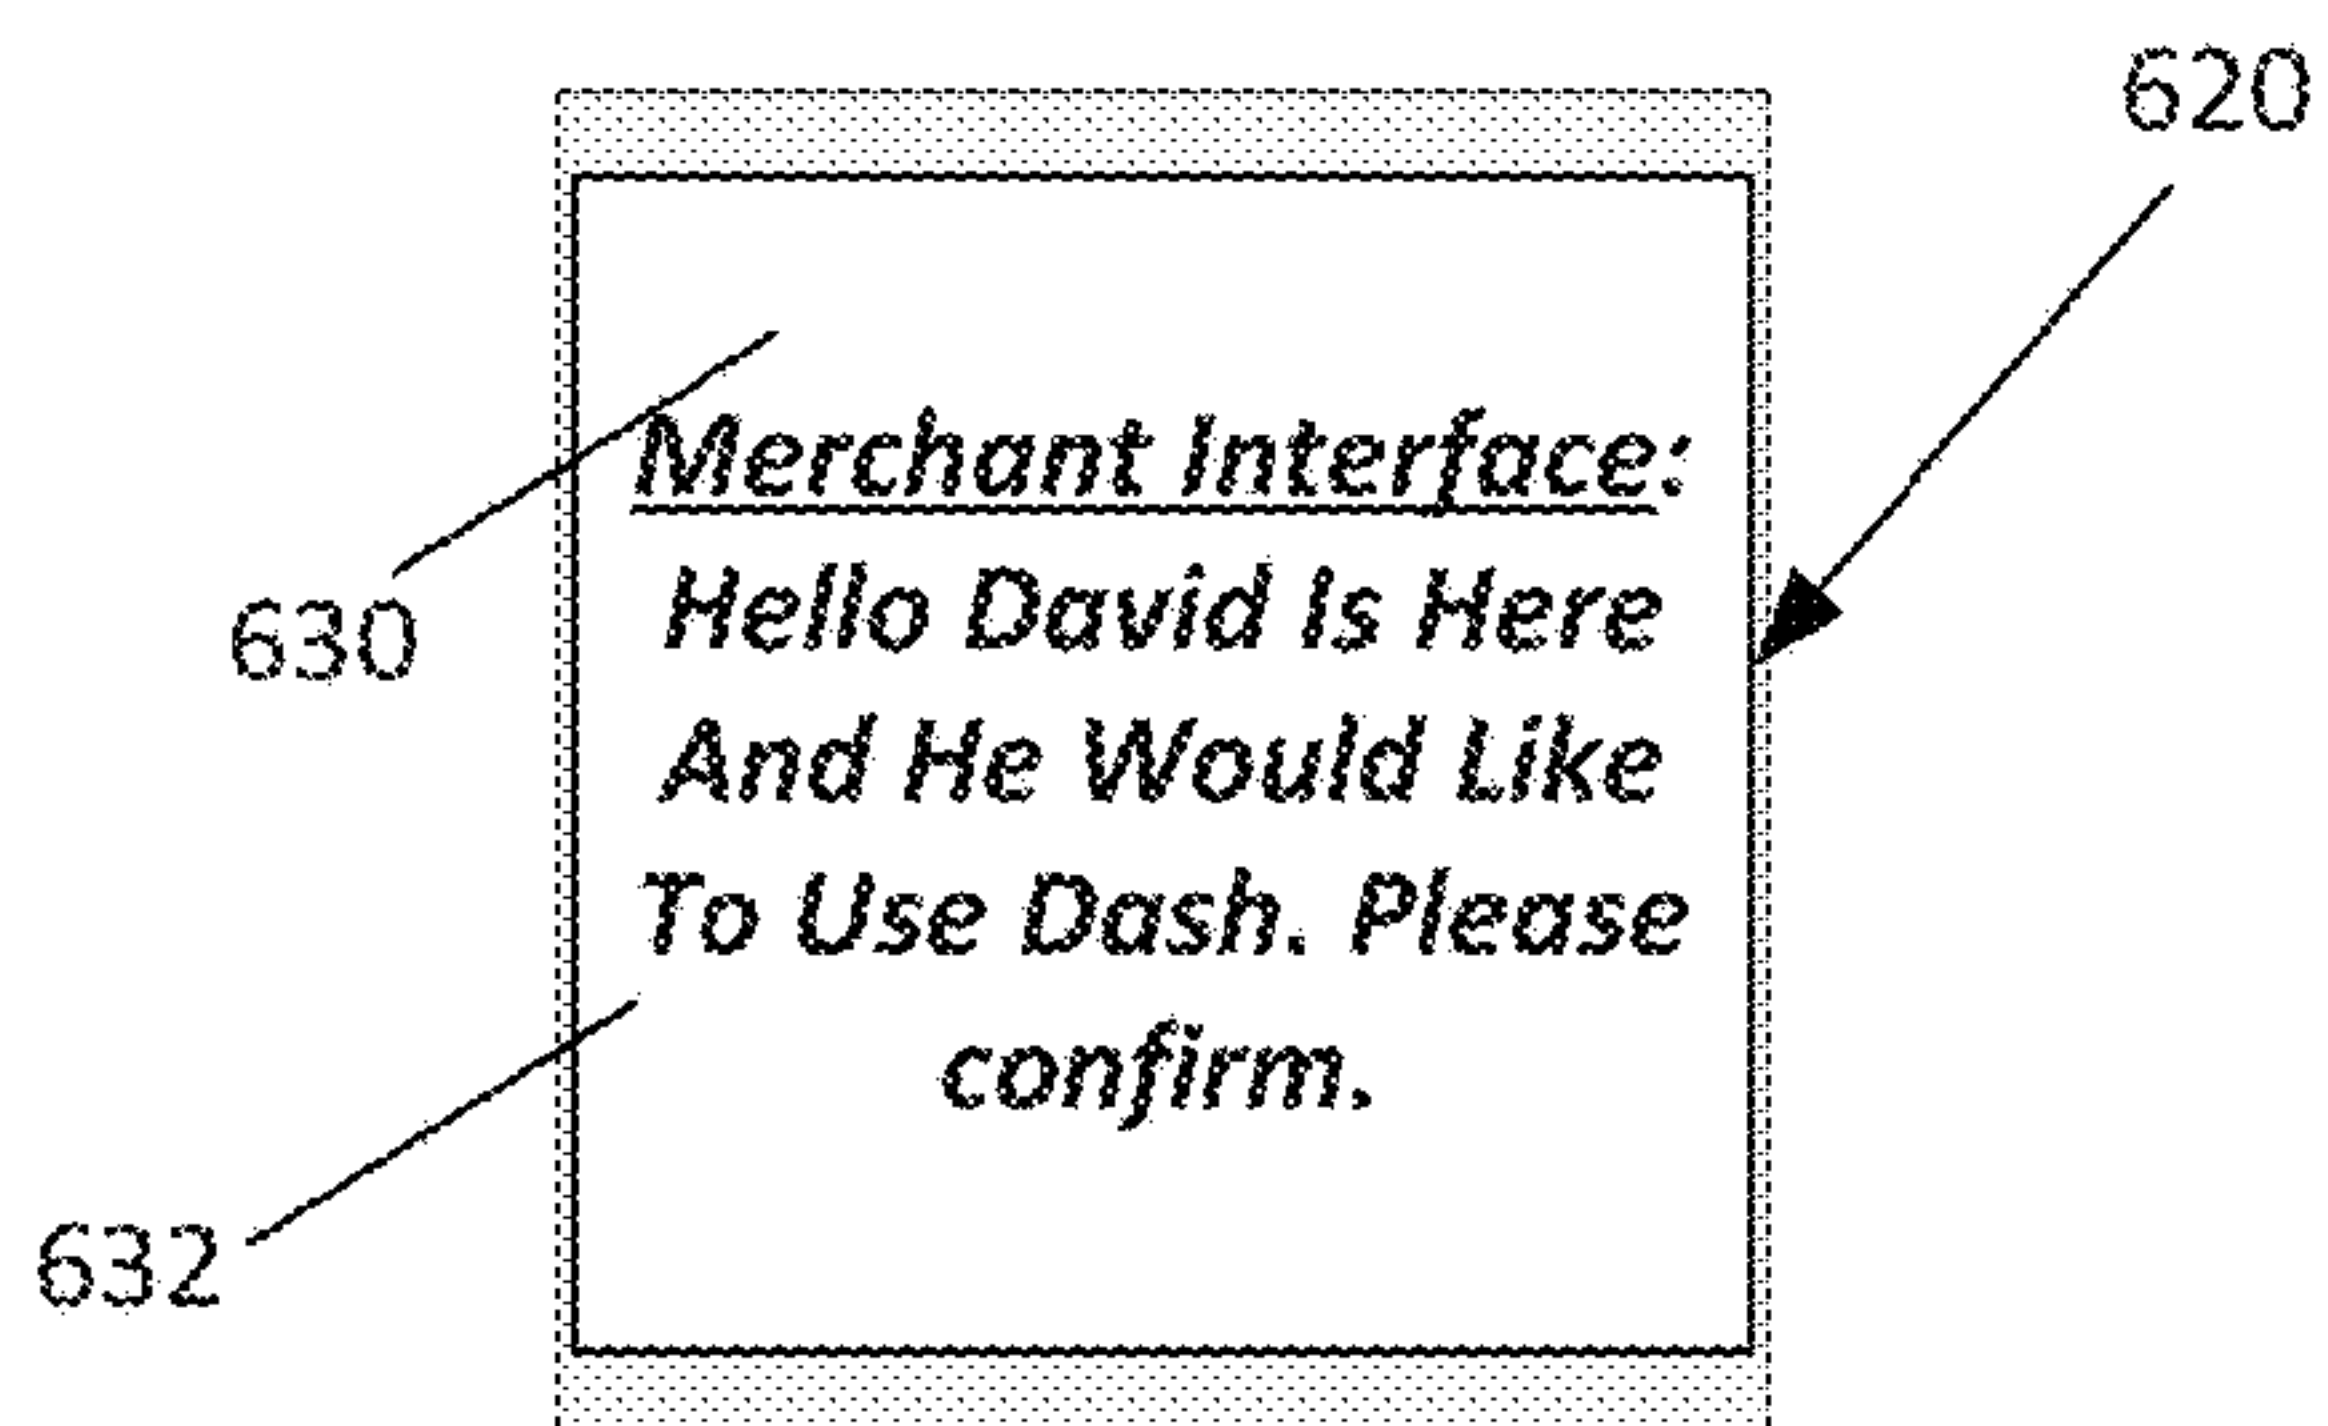 620
Merchant Interface:
630
Hello David Is Here
And He Would Like
To Use Dash. Please
confirm.
632